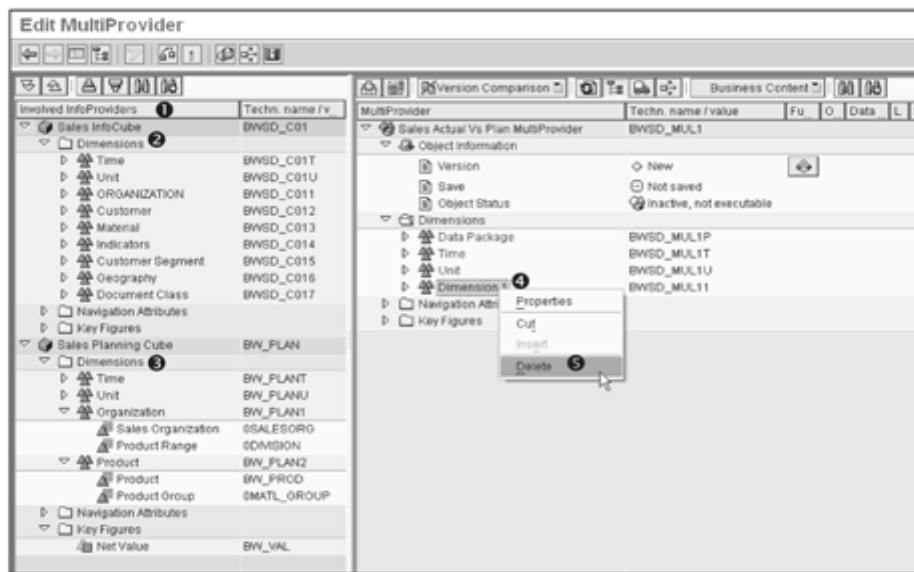 Edit MultiProvider
Version Comparison
Business Content
Involved InfoProviders ❶ Techn. name / v
Sales InfoCube BWSD_C01
Dimensions ❷
Time BWSD_C01T
Unit BWSD_C01U
ORGANIZATION BWSD_C011
Customer BWSD_C012
Material BWSD_C013
Indicators BWSD_C014
Customer Segment BWSD_C015
Geography BWSD_C016
Document Class BWSD_C017
Navigation Attributes
Key Figures
Sales Planning Cube BW_PLAN
Dimensions ❸
Time BW_PLANT
Unit BW_PLANU
Organization BW_PLAN1
Sales Organization 0SALESORG
Product Range 0DIVISION
Product BW_PLAN2
Product BW_PROD
Product Group 0MATL_GROUP
Navigation Attributes
Key Figures
Net Value BW_VAL
MultiProvider Techn. name / value Fu O Data L
Sales Actual Vs Plan MultiProvider BWSD_MUL1
Object Information
Version New
Save Not saved
Object Status Inactive, not executable
Dimensions
Data Package BWSD_MUL1P
Time BWSD_MUL1T
Unit BWSD_MUL1U
Dimension ❹ BWSD_MUL11
Navigation Attri
Key Figures
Properties
Cut
Insert
Delete ❺